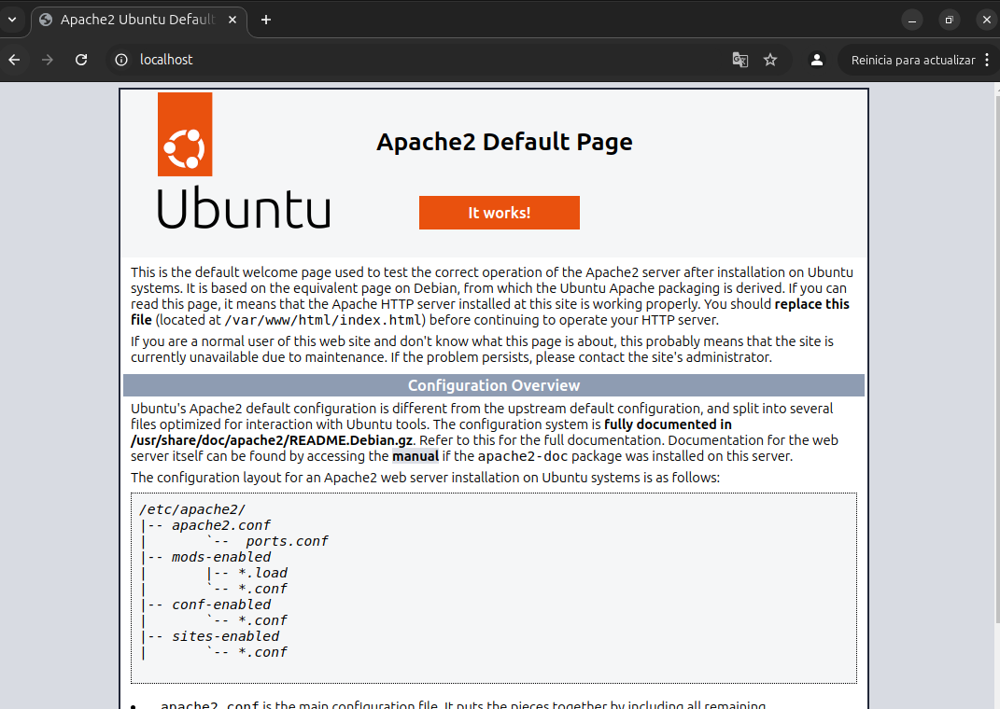 Apache2 Ubuntu Default
localhost
Reinicia para actualizar
Ubuntu
Apache2 Default Page
It works!
This is the default welcome page used to test the correct operation of the Apache2 server after installation on Ubuntu
systems. It is based on the equivalent page on Debian, from which the Ubuntu Apache packaging is derived. If you can
read this page, it means that the Apache HTTP server installed at this site is working properly. You should replace this
file (located at /var/www/html/index.html) before continuing to operate your HTTP server.
If you are a normal user of this web site and don't know what this page is about, this probably means that the site is
currently unavailable due to maintenance. If the problem persists, please contact the site's administrator.
Configuration Overview
Ubuntu's Apache2 default configuration is different from the upstream default configuration, and split into several
files optimized for interaction with Ubuntu tools. The configuration system is fully documented in
/usr/share/doc/apache2/README.Debian.gz. Refer to this for the full documentation. Documentation for the web
server itself can be found by accessing the manual if the apache2-doc package was installed on this server.
The configuration layout for an Apache2 web server installation on Ubuntu systems is as follows:
/etc/apache2/
|-- apache2.conf
|       `--  ports.conf
|-- mods-enabled
|       |-- *.load
|       `-- *.conf
|-- conf-enabled
|       `-- *.conf
|-- sites-enabled
|       `-- *.conf
• apache2.conf is the main configuration file. It puts the pieces together by including all remaining